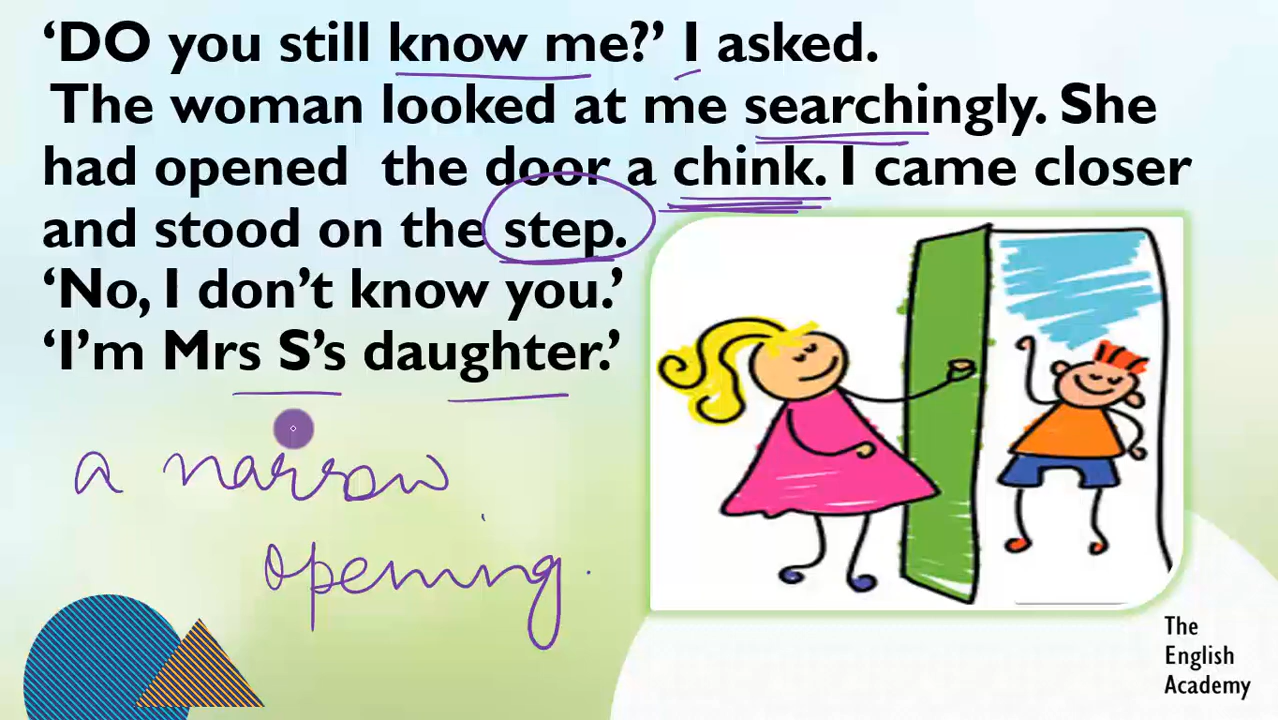 ‘DO you still know me?’ I asked.
The woman looked at me searchingly. She
had opened the door a chink. I came closer
and stood on the step.
‘No, I don’t know you.’
‘I’m Mrs S’s daughter.’
a narrow
opening.
The
English
Academy